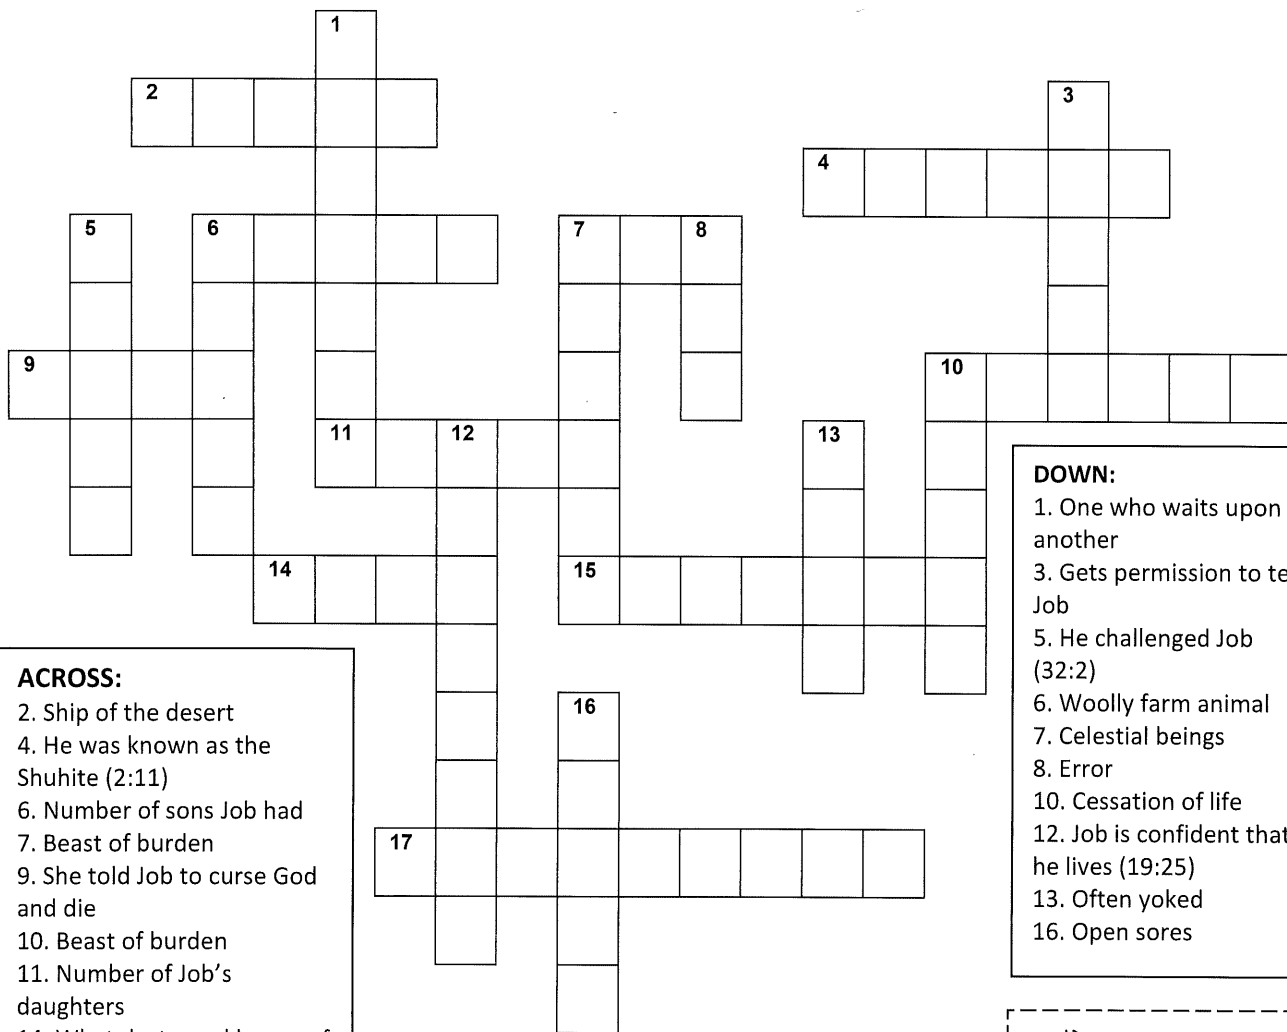 1
2
3
4
5
6
7
8
9
10
11
12
13
14
15
16
17
ACROSS:
2. Ship of the desert
4. He was known as the
Shuhite (2:11)
6. Number of sons Job had
7. Beast of burden
9. She told Job to curse God
and die
10. Beast of burden
11. Number of Job's
daughters
DOWN:
1. One who waits upon
another
3. Gets permission to te
Job
5. He challenged Job
(32:2)
6. Woolly farm animal
7. Celestial beings
8. Error
10. Cessation of life
12. Job is confident that
he lives (19:25)
13. Often yoked
16. Open sores